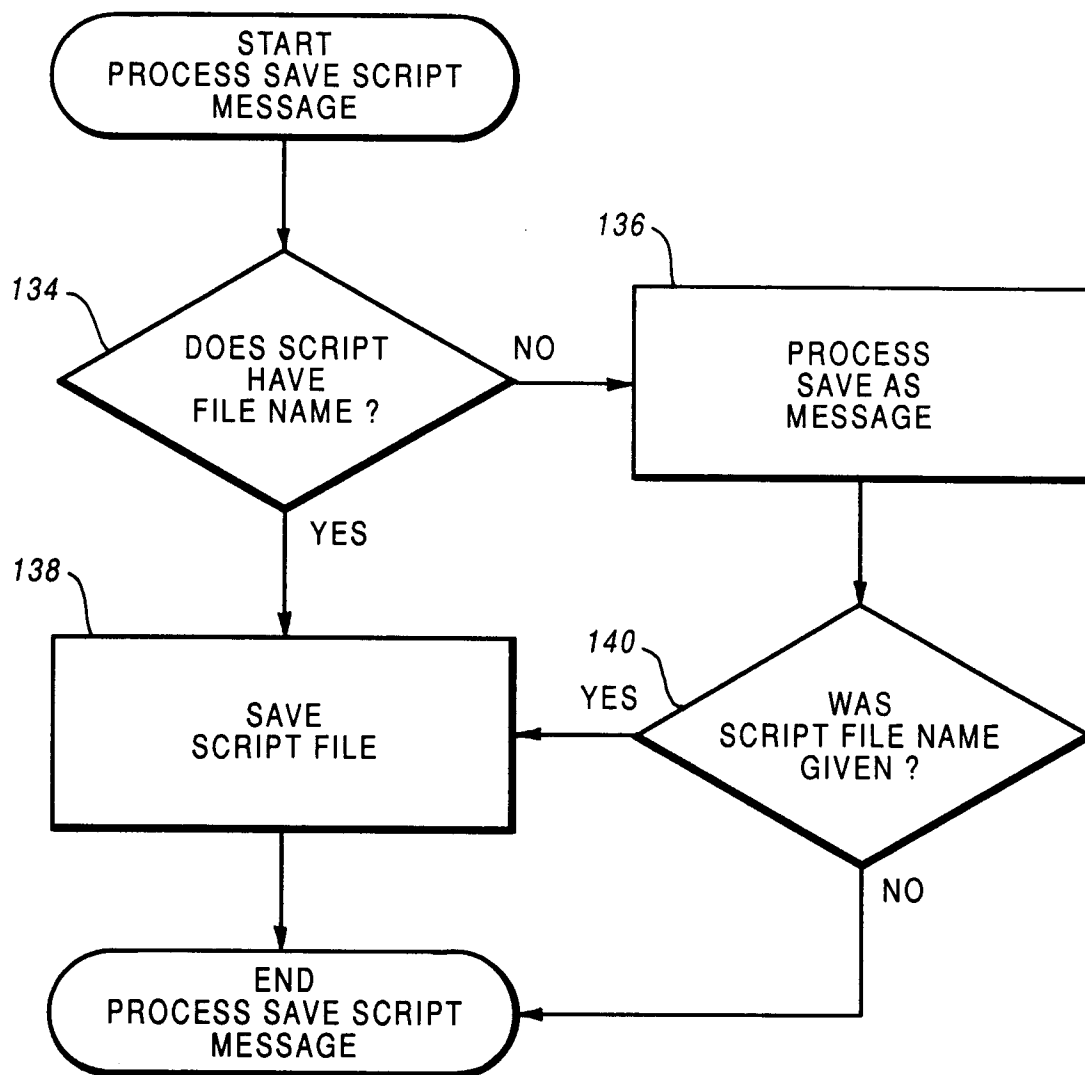 START
PROCESS SAVE SCRIPT
MESSAGE
134
DOES SCRIPT
HAVE
FILE NAME ?
NO
136
PROCESS
SAVE AS
MESSAGE
YES
138
SAVE
SCRIPT FILE
140
YES
WAS
SCRIPT FILE NAME
GIVEN ?
NO
END
PROCESS SAVE SCRIPT
MESSAGE